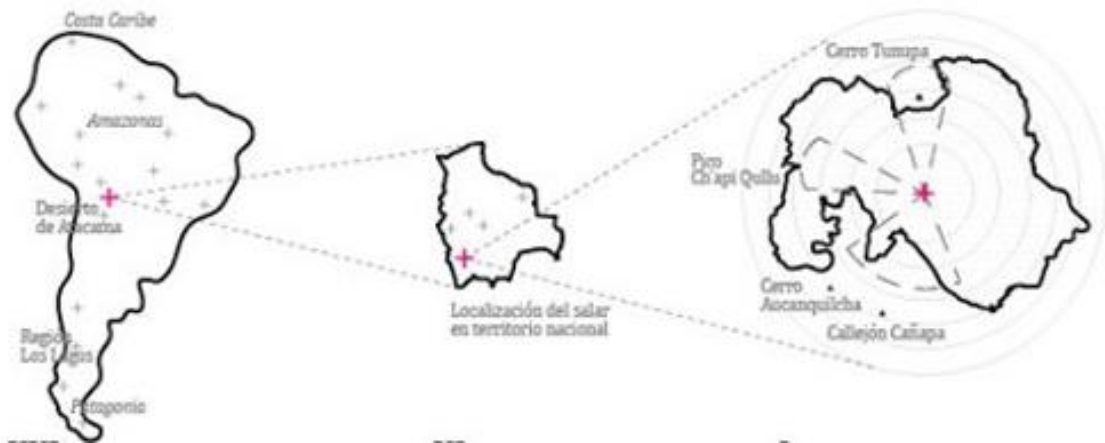 Costa Caribe
Amazonas
Desierto
de Atacama
Región
Los Lagos
Patagonia
Localización del salar
en territorio nacional
Cerro Tunupa
Pico
Ch'api Qullu
Cerro
Aucanquilcha
Callejón Cañapa